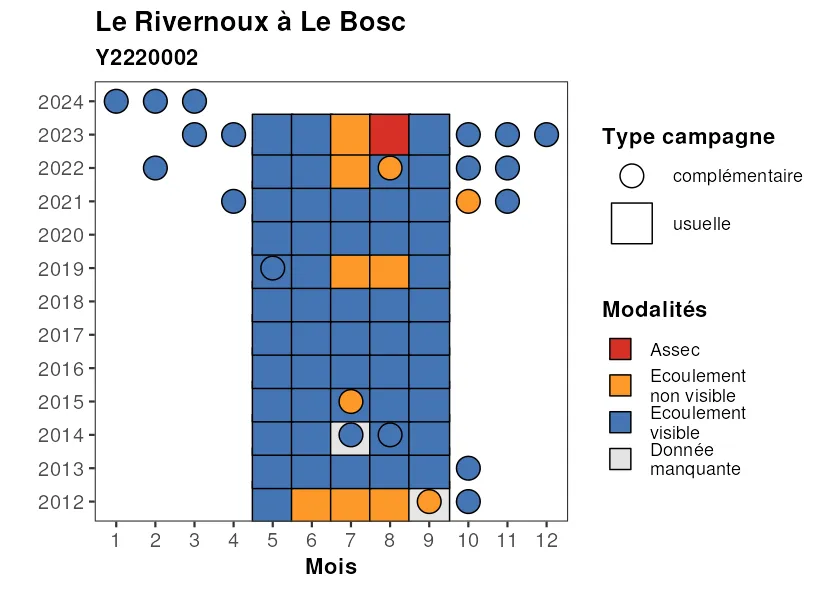 Le Rivernoux à Le Bosc
Y2220002
2024
2023
2022
2021
2020
2019
2018
2017
2016
2015
2014
2013
2012
1 2 3 4 5 6 7 8 9 10 11 12
Mois
Type campagne
complémentaire
usuelle
Modalités
Assec
Ecoulement
non visible
Ecoulement
visible
Donnée
manquante